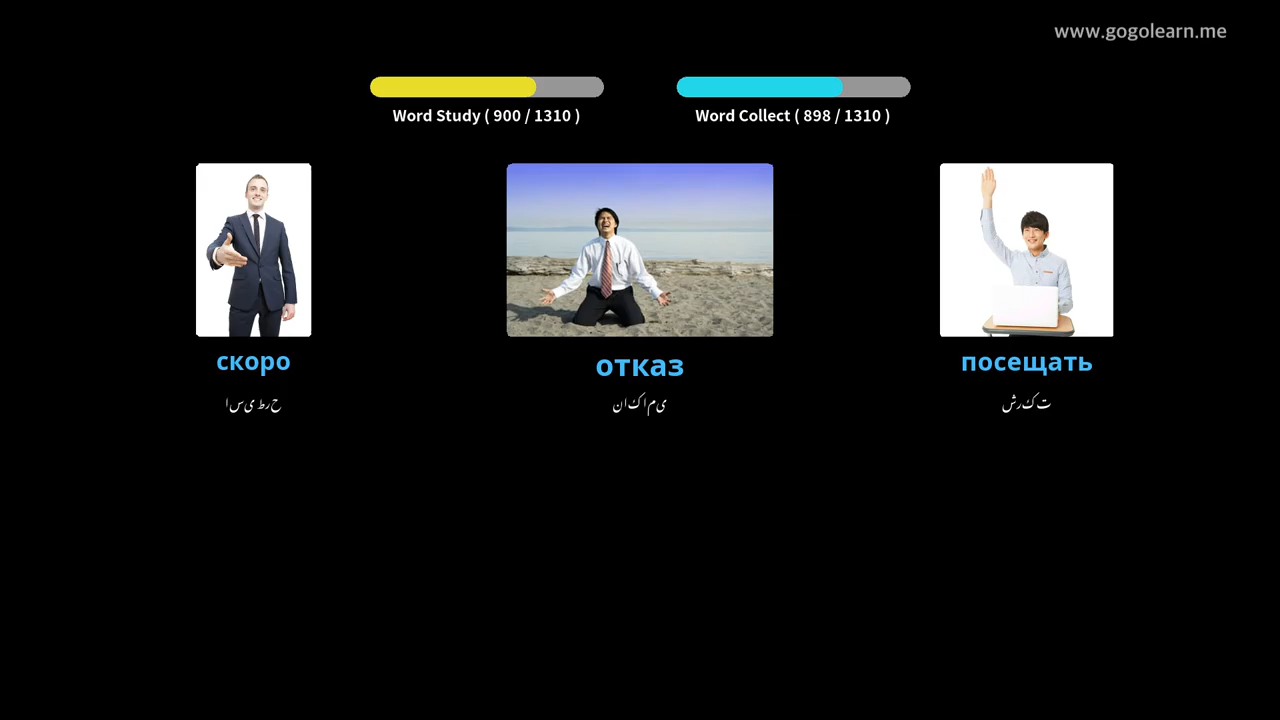 www.gogolearn.me
Word Study ( 900 / 1310 )
Word Collect ( 898 / 1310 )
скоро
اسی طرح
отказ
ناکامی
посещать
شرکت